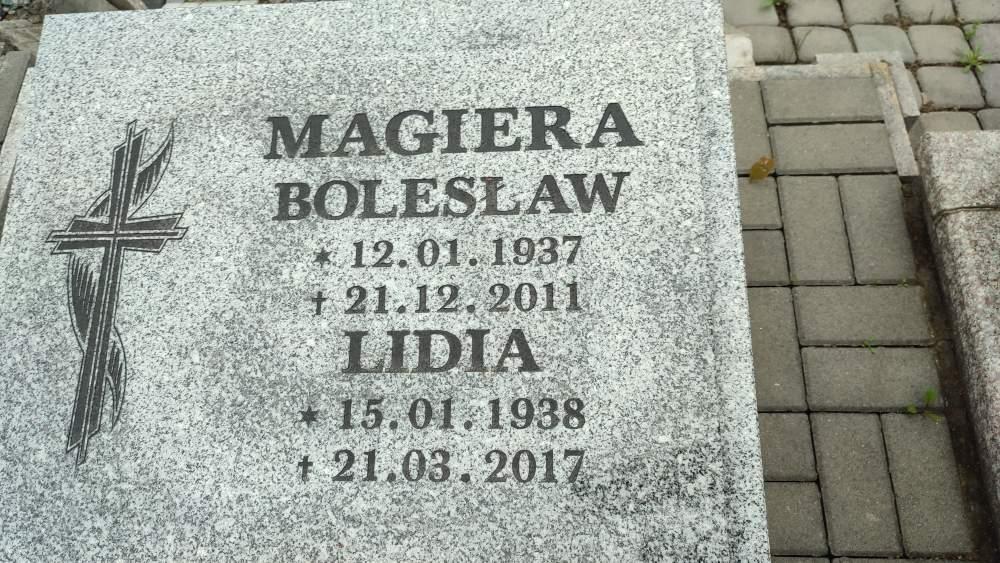 MAGIERA
BOLESŁAW
★ 12.01.1937
† 21.12.2011
LIDIA
★ 15.01.1938
† 21.03.2017